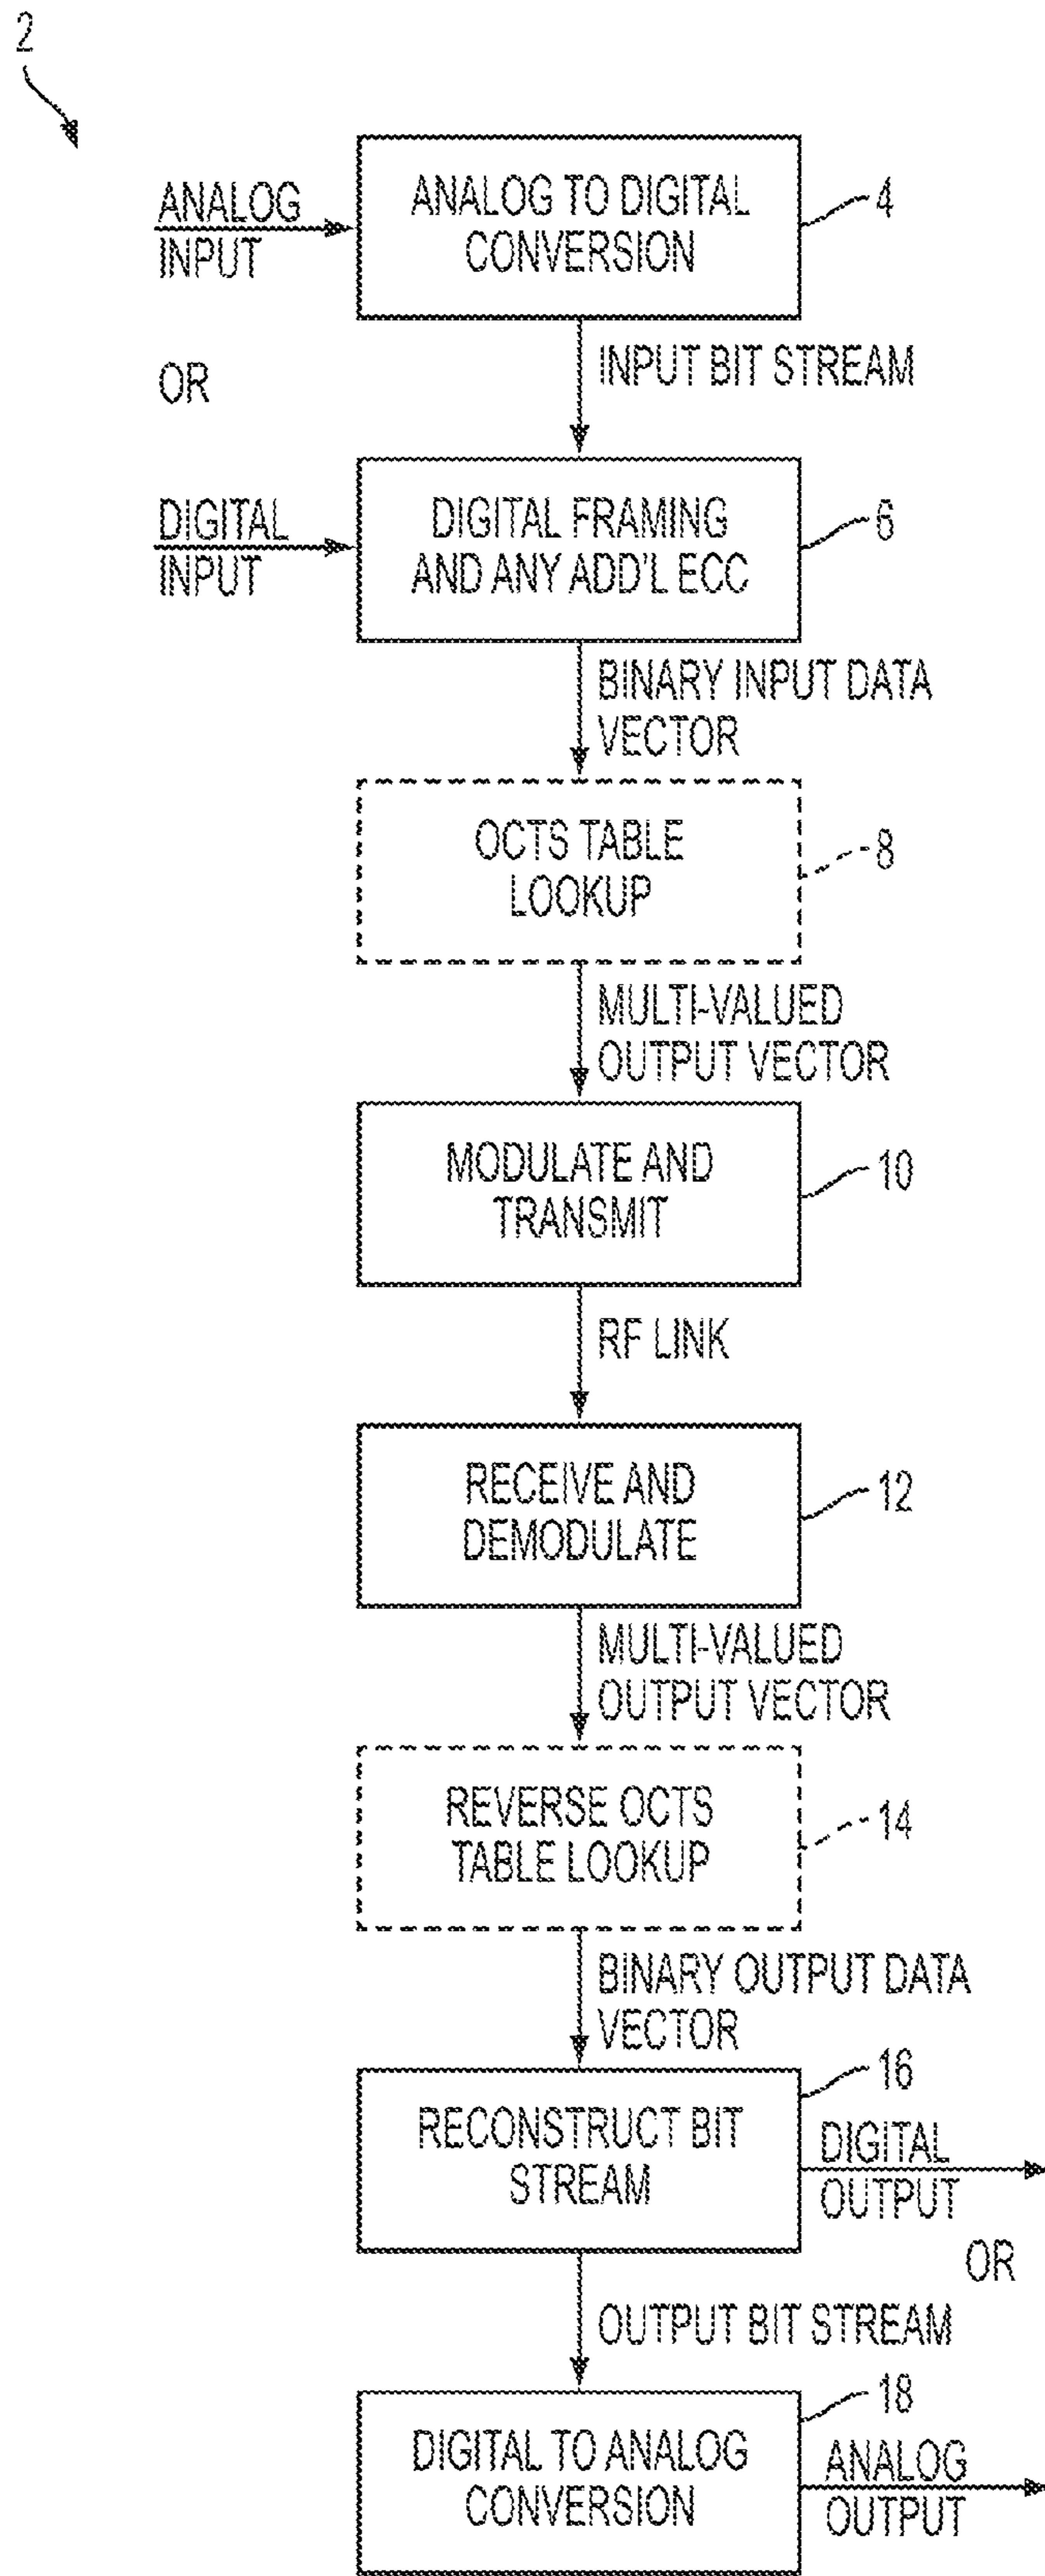 2
ANALOG
INPUT
ANALOG TO DIGITAL
CONVERSION
4
OR
INPUT BIT STREAM
DIGITAL
INPUT
DIGITAL FRAMING
AND ANY ADD'L ECC
6
BINARY INPUT DATA
VECTOR
OCTS TABLE
LOOKUP
8
MULTI-VALUED
OUTPUT VECTOR
MODULATE AND
TRANSMIT
10
RF LINK
RECEIVE AND
DEMODULATE
12
MULTI-VALUED
OUTPUT VECTOR
REVERSE OCTS
TABLE LOOKUP
14
BINARY OUTPUT DATA
VECTOR
16
RECONSTRUCT BIT
STREAM
DIGITAL
OUTPUT
OR
OUTPUT BIT STREAM
18
DIGITAL TO ANALOG
CONVERSION
ANALOG
OUTPUT